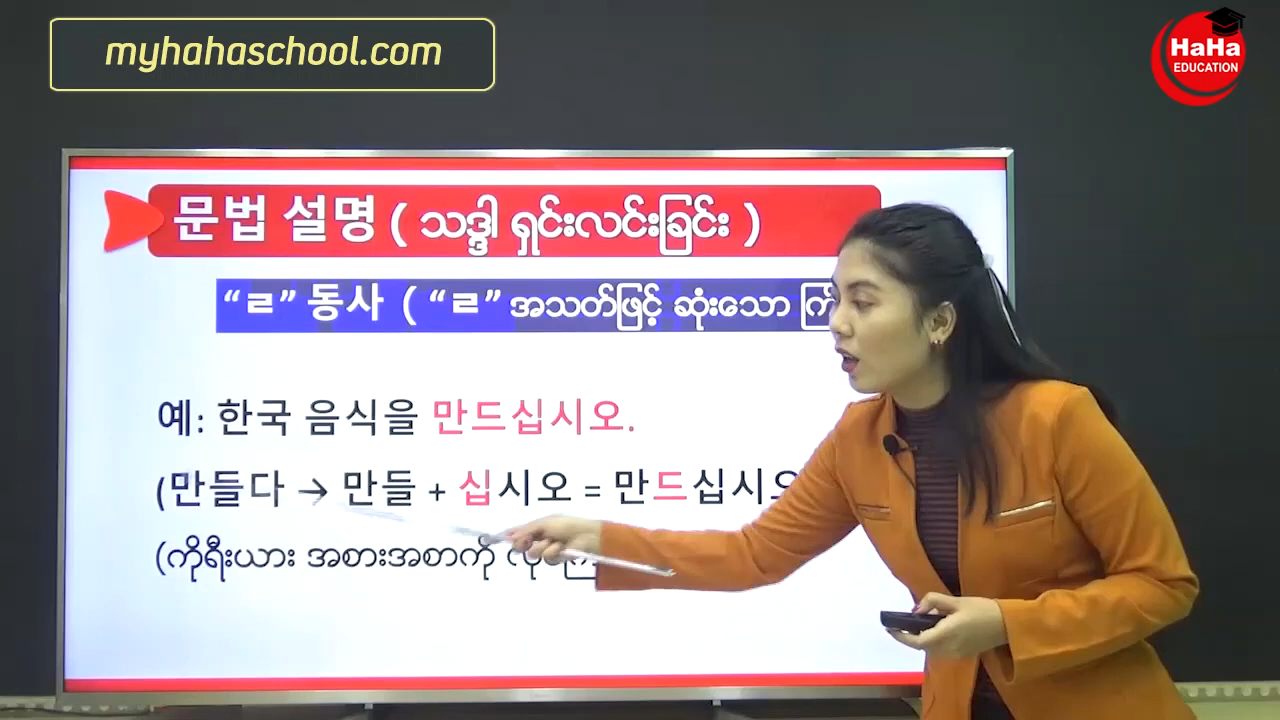 myhahaschool.com
HaHa
EDUCATION
문법 설명 ( သဒ္ဒါ ရှင်းလင်းခြင်း )
“ㄹ” 동사 ( “ㄹ” အသတ်ဖြင့် ဆုံးသော
예: 한국 음식을 만드십시오.
(만들다 → 만들 + 십시오 = 만드십시오
(ကိုရီးယား အစားအစာကို